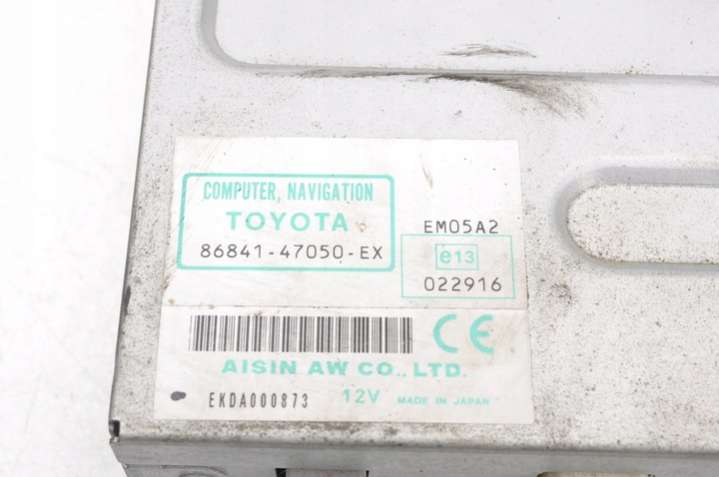 COMPUTER, NAVIGATION
TOYOTA
86841-47050-EX
EM05A2
e13
022916
CE
AISIN AW CO., LTD.
EKDA000873 12V MADE IN JAPAN